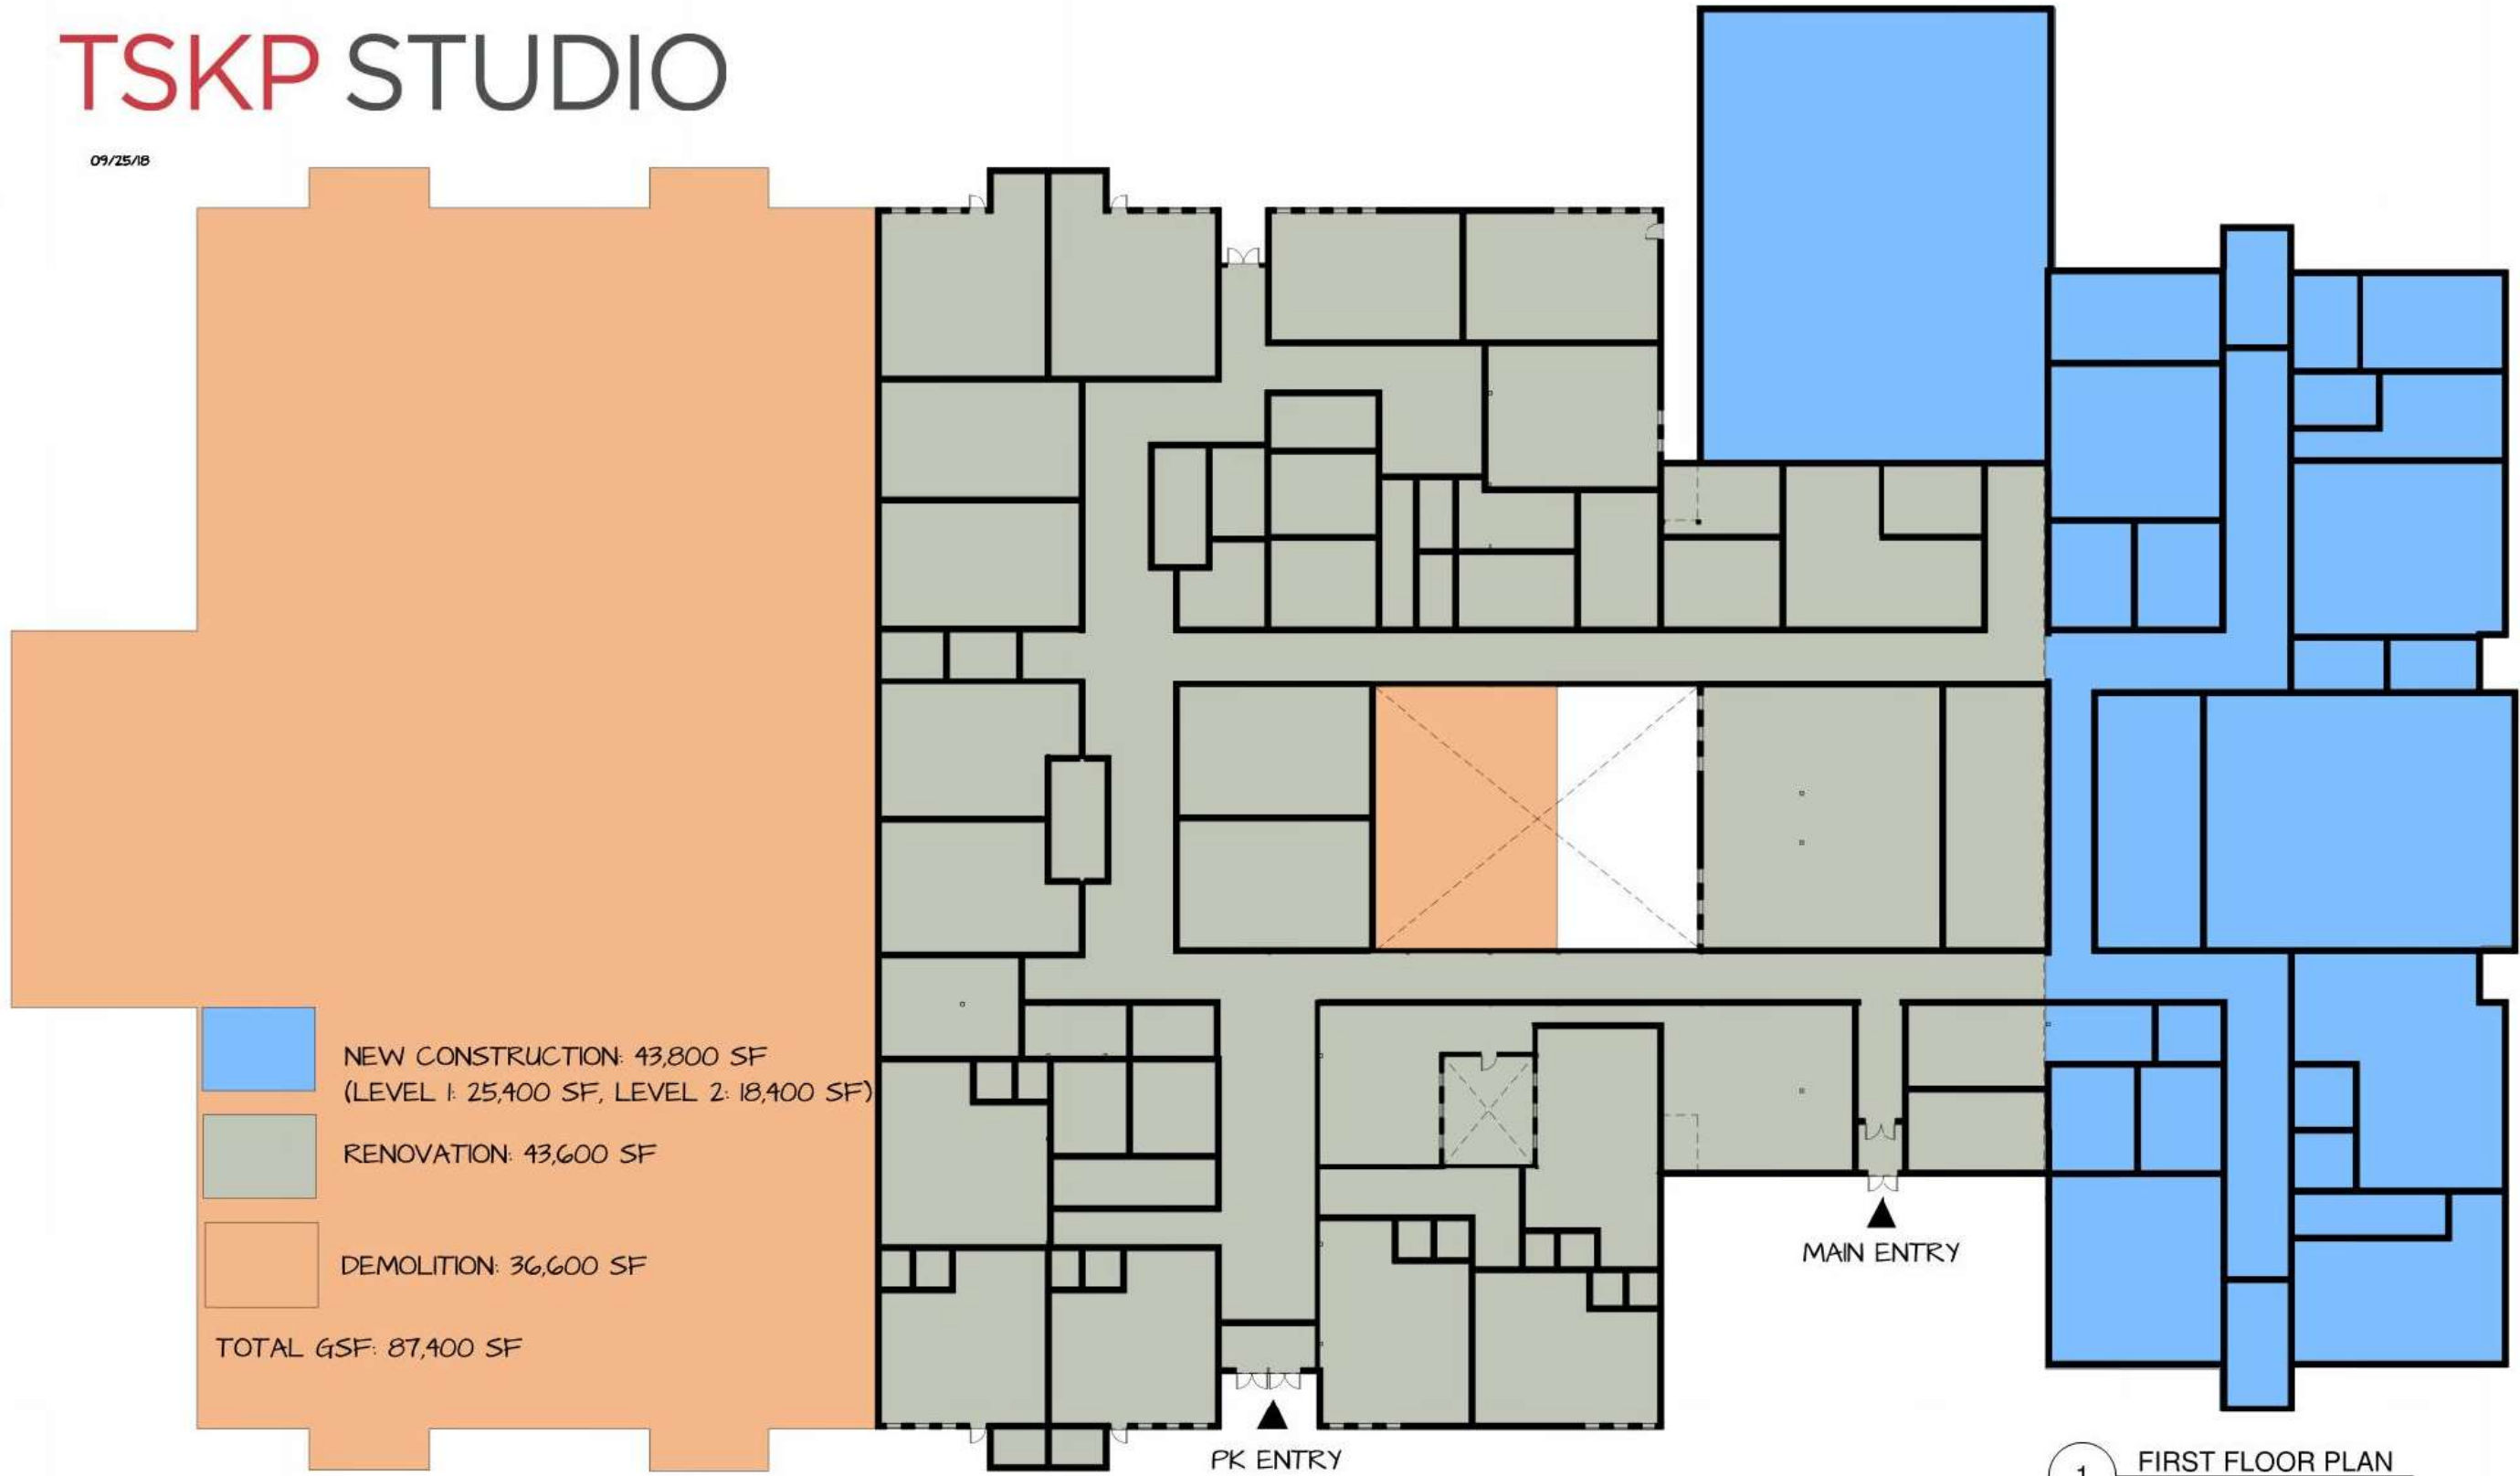 TSKP STUDIO
09/25/18
NEW CONSTRUCTION: 43,800 SF
(LEVEL 1: 25,400 SF, LEVEL 2: 18,400 SF)
RENOVATION: 43,600 SF
DEMOLITION: 36,600 SF
TOTAL GSF: 87,400 SF
MAIN ENTRY
PK ENTRY
1
FIRST FLOOR PLAN